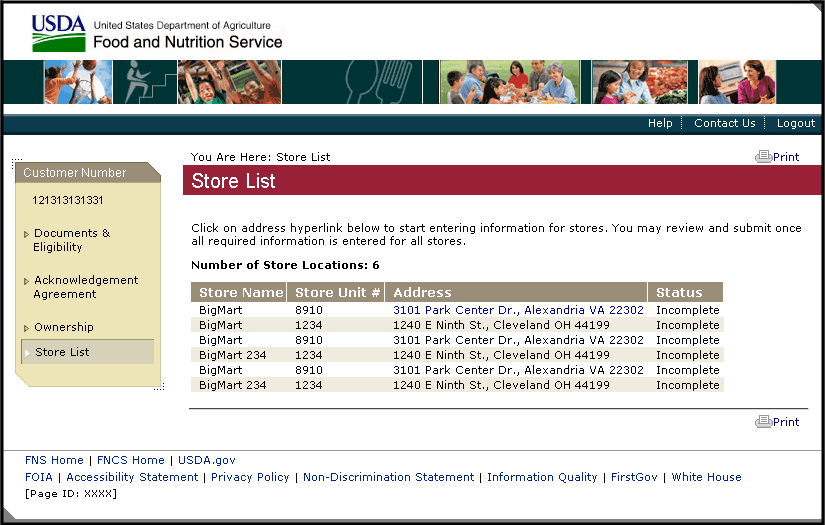 USDA United States Department of Agriculture
Food and Nutrition Service
Help Contact Us Logout
Customer Number
121313131331
Documents &
Eligibility
Acknowledgement
Agreement
Ownership
Store List
You Are Here: Store List
Print
Store List
Click on address hyperlink below to start entering information for stores. You may review and submit once
all required information is entered for all stores.
Number of Store Locations: 6
Store Name Store Unit # Address Status
BigMart 8910 3101 Park Center Dr., Alexandria VA 22302 Incomplete
BigMart 1234 1240 E Ninth St., Cleveland OH 44199 Incomplete
BigMart 8910 3101 Park Center Dr., Alexandria VA 22302 Incomplete
BigMart 234 1234 1240 E Ninth St., Cleveland OH 44199 Incomplete
BigMart 8910 3101 Park Center Dr., Alexandria VA 22302 Incomplete
BigMart 234 1234 1240 E Ninth St., Cleveland OH 44199 Incomplete
Print
FNS Home | FNCS Home | USDA.gov
FOIA | Accessibility Statement | Privacy Policy | Non-Discrimination Statement | Information Quality | FirstGov | White House
[Page ID: XXXX]